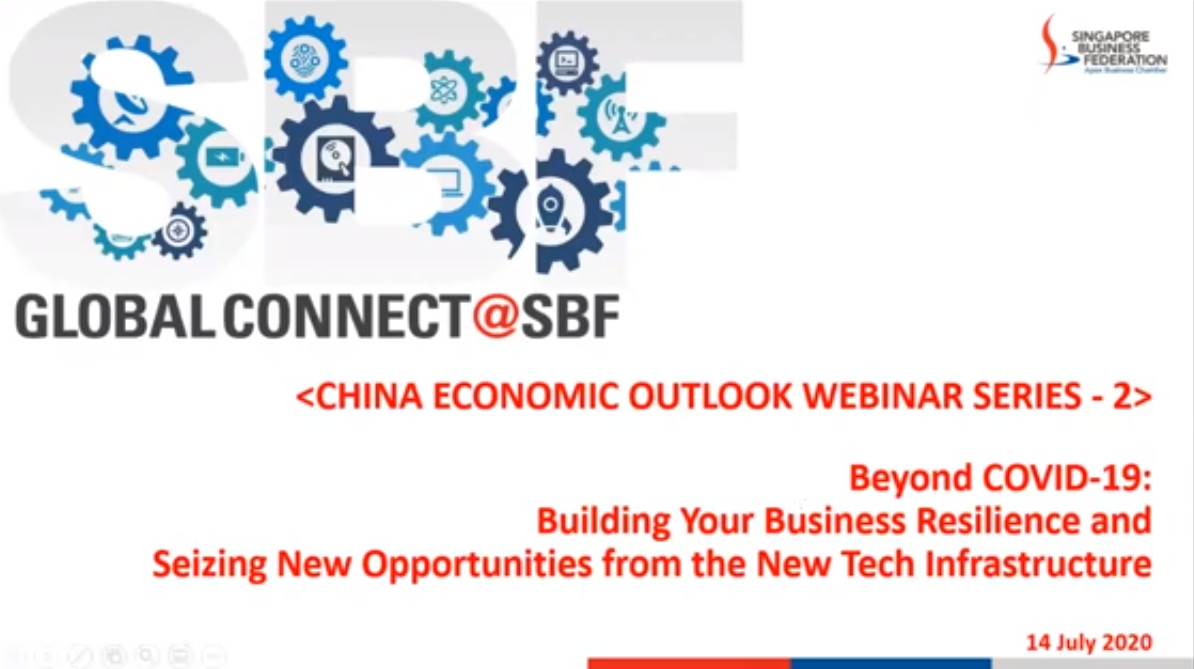 SBF
SINGAPORE
BUSINESS
FEDERATION
Apex Business Chamber
GLOBAL CONNECT@SBF
<CHINA ECONOMIC OUTLOOK WEBINAR SERIES - 2>
Beyond COVID-19:
Building Your Business Resilience and
Seizing New Opportunities from the New Tech Infrastructure
14 July 2020